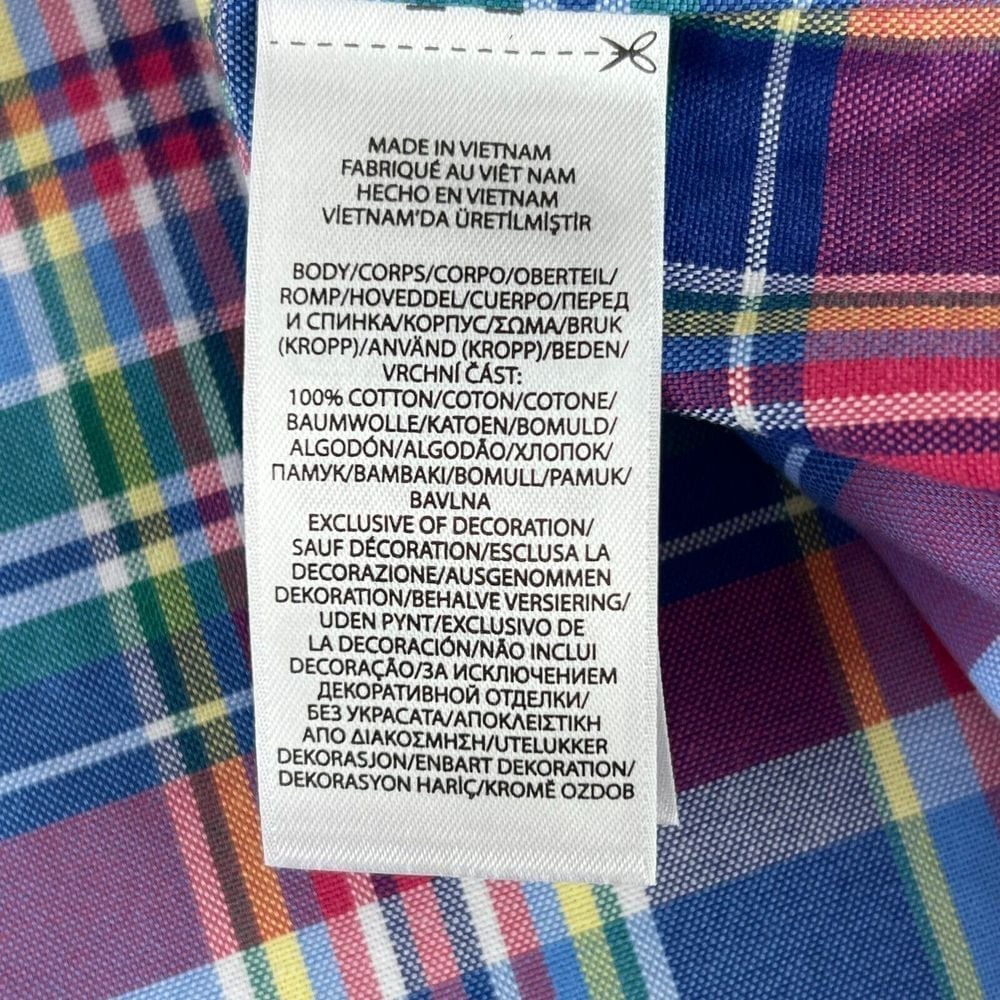 MADE IN VIETNAM
FABRIQUÉ AU VIÊT NAM
HECHO EN VIETNAM
VİETNAM'DA ÜRETİLMİŞTİR
BODY/CORPS/CORPO/OBERTEIL/
ROMP/HOVEDDEL/CUERPO/ПЕРЕД
И СПИНКА/КОРПУС/ΣΩΜΑ/BRUK
(KROPP)/ANVÄND (KROPP)/BEDEN/
VRCHNÍ ČÁST:
100% COTTON/COTON/COTONE/
BAUMWOLLE/KATOEN/BOMULD/
ALGODÓN/ALGODÃO/ХЛОПОК/
ПАМУК/ΒΑΜΒΑΚΙ/BOMULL/PAMUK/
BAVLNA
EXCLUSIVE OF DECORATION/
SAUF DÉCORATION/ESCLUSA LA
DECORAZIONE/AUSGENOMMEN
DEKORATION/BEHALVE VERSIERING/
UDEN PYNT/EXCLUSIVO DE
LA DECORACIÓN/NÃO INCLUI
DECORAÇÃO/ЗА ИСКЛЮЧЕНИЕМ
ДЕКОРАТИВНОЙ ОТДЕЛКИ/
БЕЗ УКРАСАТА/ΑΠΟΚΛΕΙΣΤΙΚΗ
ΑΠΟ ΔΙΑΚΟΣΜΗΣΗ/UTELUKKER
DEKORASJON/ENBART DEKORATION/
DEKORASYON HARİÇ/KROMĚ OZDOB